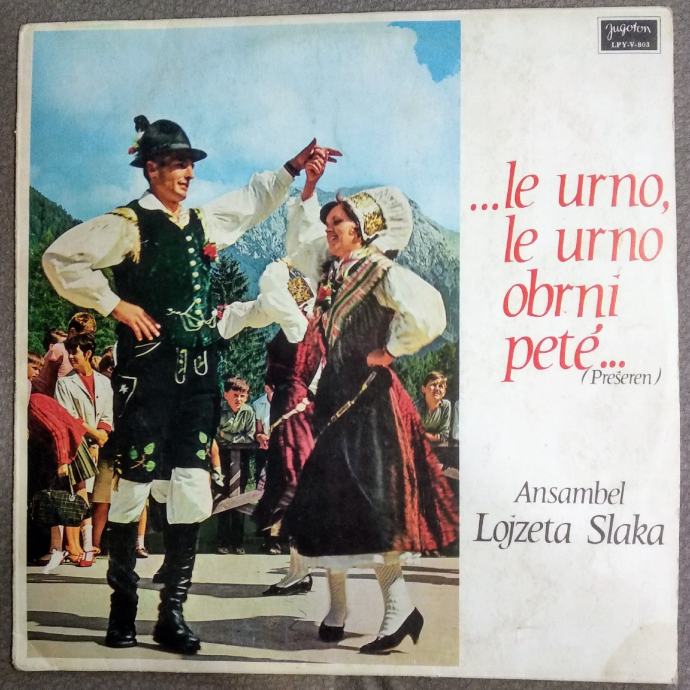 Jugoton
LPY-V-803
...le urno,
le urno
obrni
peté...
(Prešeren)
Ansambel
Lojzeta Slaka